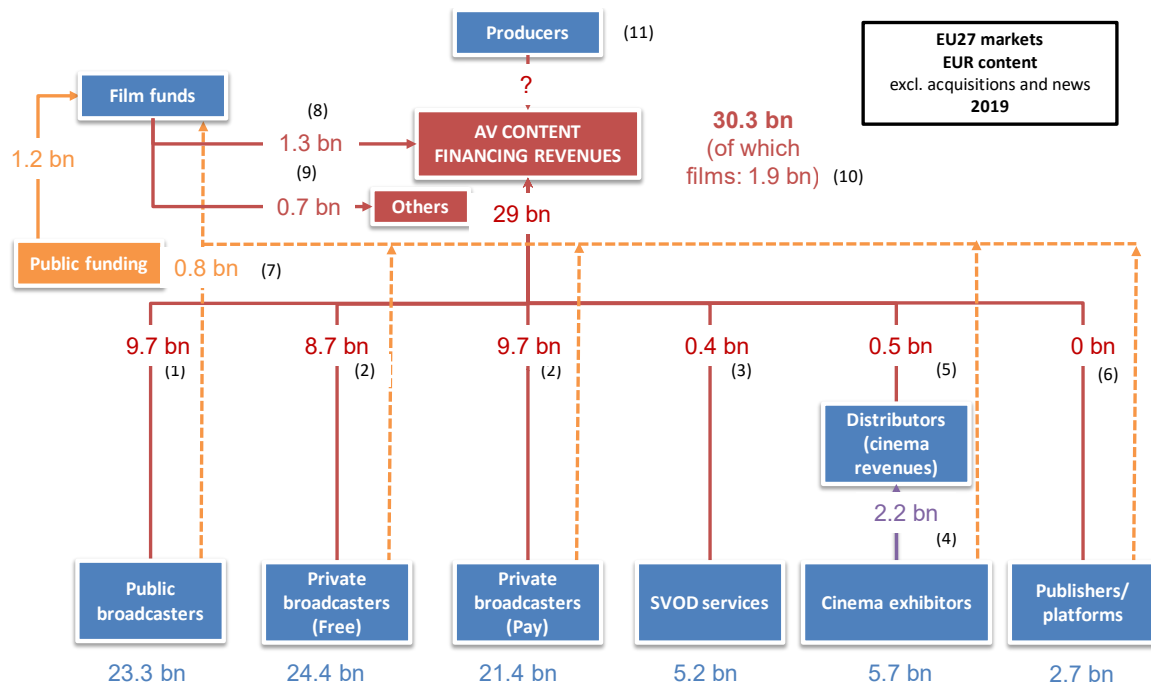 Producers
(11)
EU27 markets
EUR content
excl. acquisitions and news
2019
Film funds
?
(8)
1.3 bn
AV CONTENT
FINANCING REVENUES
30.3 bn
(of which
films: 1.9 bn)
(10)
1.2 bn
(9)
0.7 bn
Others
29 bn
Public funding
0.8 bn
(7)
9.7 bn
(1)
8.7 bn
(2)
9.7 bn
(2)
0.4 bn
(3)
0.5 bn
(5)
0 bn
(6)
Distributors
(cinema
revenues)
2.2 bn
(4)
Public
broadcasters
Private
broadcasters
(Free)
Private
broadcasters
(Pay)
SVOD services
Cinema exhibitors
Publishers/
platforms
23.3 bn
24.4 bn
21.4 bn
5.2 bn
5.7 bn
2.7 bn